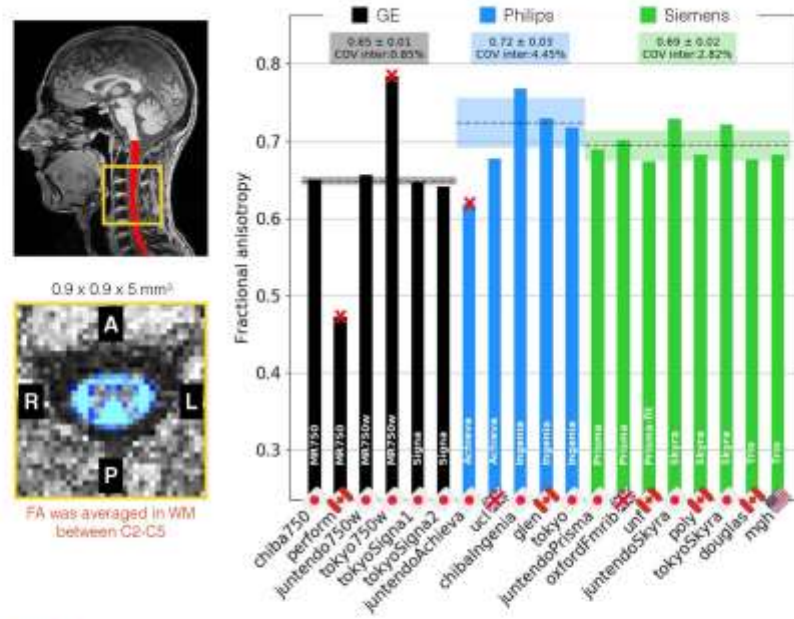 GE
Philips
Siemens
0.65 ± 0.01
COV inter:0.85%
0.72 ± 0.03
COV inter:4.45%
0.69 ± 0.02
COV inter:2.82%
Fractional anisotropy
0.8
0.7
0.6
0.5
0.4
0.3
0.9 x 0.9 x 5 mm³
A
R
L
P
FA was averaged in WM
between C2-C5
MR750
MR750
MR750w
MR750w
Signa
Signa
Achieva
Achieva
Ingenia
Ingenia
Ingenia
Prisma
Prisma
Prisma-fit
Skyra
Skyra
Skyra
Trio
Trio
chiba750
perform
juntendo750w
tokyo750w
tokyoSigna1
tokyoSigna2
juntendoAchieva
ucl
chibaIngenia
glen
tokyo
juntendoPrisma
oxfordFmrib
unf
juntendoSkyra
poly
tokyoSkyra
douglas
mgh